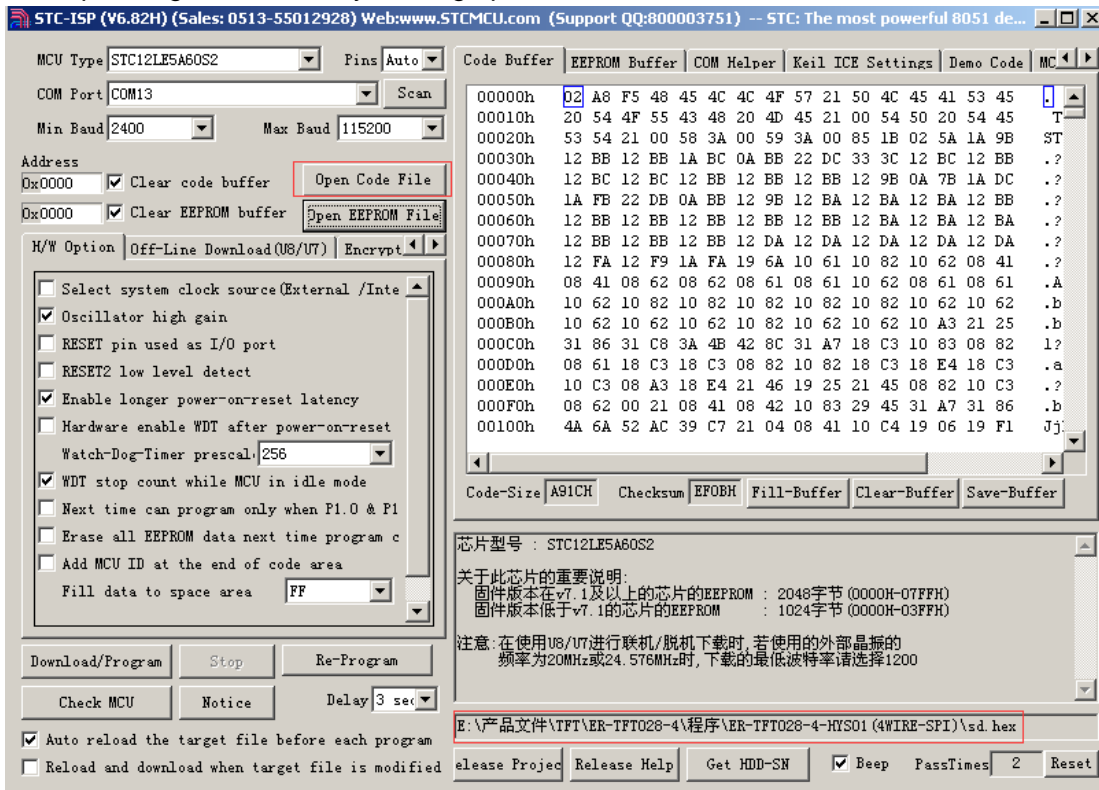 STC-ISP (V6.82H) (Sales: 0513-55012928) Web:www.STCMCU.com (Support QQ:800003751) -- STC: The most powerful 8051 de...
MCU Type STC12LE5A60S2 Pins Auto
COM Port COM13 Scan
Min Baud 2400 Max Baud 115200
Address
0x0000 Clear code buffer Open Code File
0x0000 Clear EEPROM buffer Open EEPROM File
H/W Option Off-Line Download(U8/U7) Encrypt
Select system clock source(External /Inte
Oscillator high gain
RESET pin used as I/O port
RESET2 low level detect
Enable longer power-on-reset latency
Hardware enable WDT after power-on-reset
Watch-Dog-Timer prescal 256
WDT stop count while MCU in idle mode
Next time can program only when P1.0 & P1
Erase all EEPROM data next time program c
Add MCU ID at the end of code area
Fill data to space area FF
Download/Program Stop Re-Program
Check MCU Notice Delay 3 sec
Auto reload the target file before each program
Reload and download when target file is modified
Code Buffer EEPROM Buffer COM Helper Keil ICE Settings Demo Code MC
00000h 02 A8 F5 48 45 4C 4C 4F 57 21 50 4C 45 41 53 45 .
00010h 20 54 4F 55 43 48 20 4D 45 21 00 54 50 20 54 45 T
00020h 53 54 21 00 58 3A 00 59 3A 00 85 1B 02 5A 1A 9B ST
00030h 12 BB 12 BB 1A BC 0A BB 22 DC 33 3C 12 BC 12 BB .?
00040h 12 BC 12 BC 12 BB 12 BB 12 BB 12 9B 0A 7B 1A DC .?
00050h 1A FB 22 DB 0A BB 12 9B 12 BA 12 BA 12 BA 12 BB .?
00060h 12 BB 12 BB 12 BB 12 BB 12 BB 12 BA 12 BA 12 BA .?
00070h 12 BB 12 BB 12 BB 12 DA 12 DA 12 DA 12 DA 12 DA .?
00080h 12 FA 12 F9 1A FA 19 6A 10 61 10 82 10 62 08 41 .?
00090h 08 41 08 62 08 62 08 61 08 61 10 62 08 61 08 61 .A
000A0h 10 62 10 82 10 82 10 82 10 82 10 82 10 62 10 62 .b
000B0h 10 62 10 62 10 62 10 82 10 62 10 62 10 A3 21 25 .b
000C0h 31 86 31 C8 3A 4B 42 8C 31 A7 18 C3 10 83 08 82 1?
000D0h 08 61 18 C3 18 C3 08 82 10 82 18 C3 18 E4 18 C3 .a
000E0h 10 C3 08 A3 18 E4 21 46 19 25 21 45 08 82 10 C3 .?
000F0h 08 62 00 21 08 41 08 42 10 83 29 45 31 A7 31 86 .b
00100h 4A 6A 52 AC 39 C7 21 04 08 41 10 C4 19 06 19 F1 Jj
Code-Size A91CH Checksum EF0BH Fill-Buffer Clear-Buffer Save-Buffer
芯片型号 : STC12LE5A60S2
关于此芯片的重要说明:
固件版本在v7.1及以上的芯片的EEPROM : 2048字节(0000H-07FFH)
固件版本低于v7.1的芯片的EEPROM : 1024字节(0000H-03FFH)
注意:在使用U8/U7进行联机/脱机下载时,若使用的外部晶振的
频率为20MHz或24.576MHz时,下载的最低波特率请选择1200
E:\产品文件\TFT\ER-TFT028-4\程序\ER-TFT028-4-HYS01(4WIRE-SPI)\sd.hex
elease Projec Release Help Get HDD-SN Beep PassTimes 2 Reset